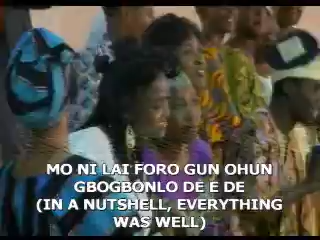 MO NI LAI FORO GUN OHUN
GBOGBONLO DE E DE
(IN A NUTSHELL, EVERYTHING
WAS WELL)